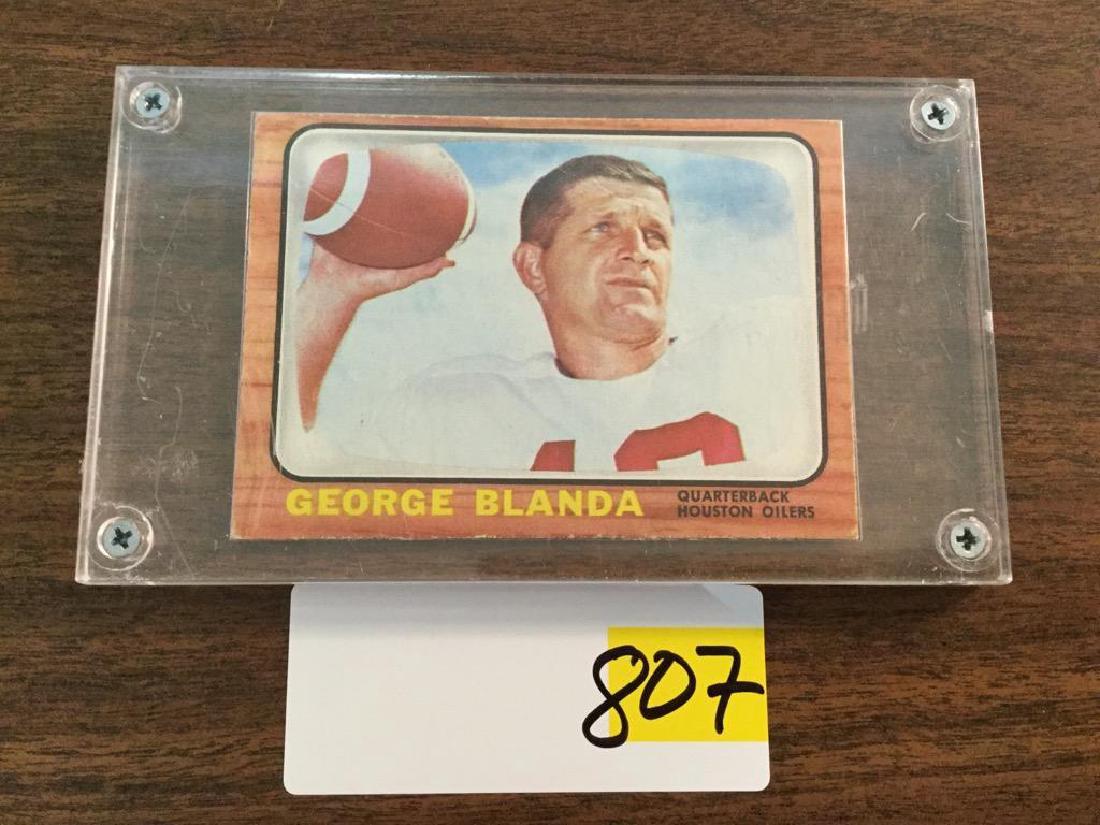 GEORGE BLANDA
QUARTERBACK
HOUSTON OILERS
807